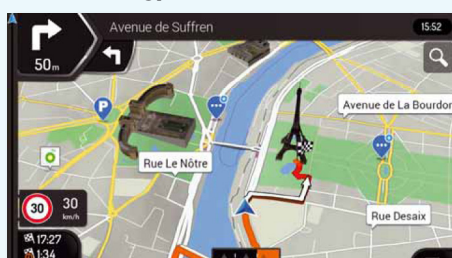 Avenue de Suffren
15:52
50m
P
Avenue de La Bourdon
Rue Le Nôtre
30
30
km/h
Rue Desaix
17:27
1:34